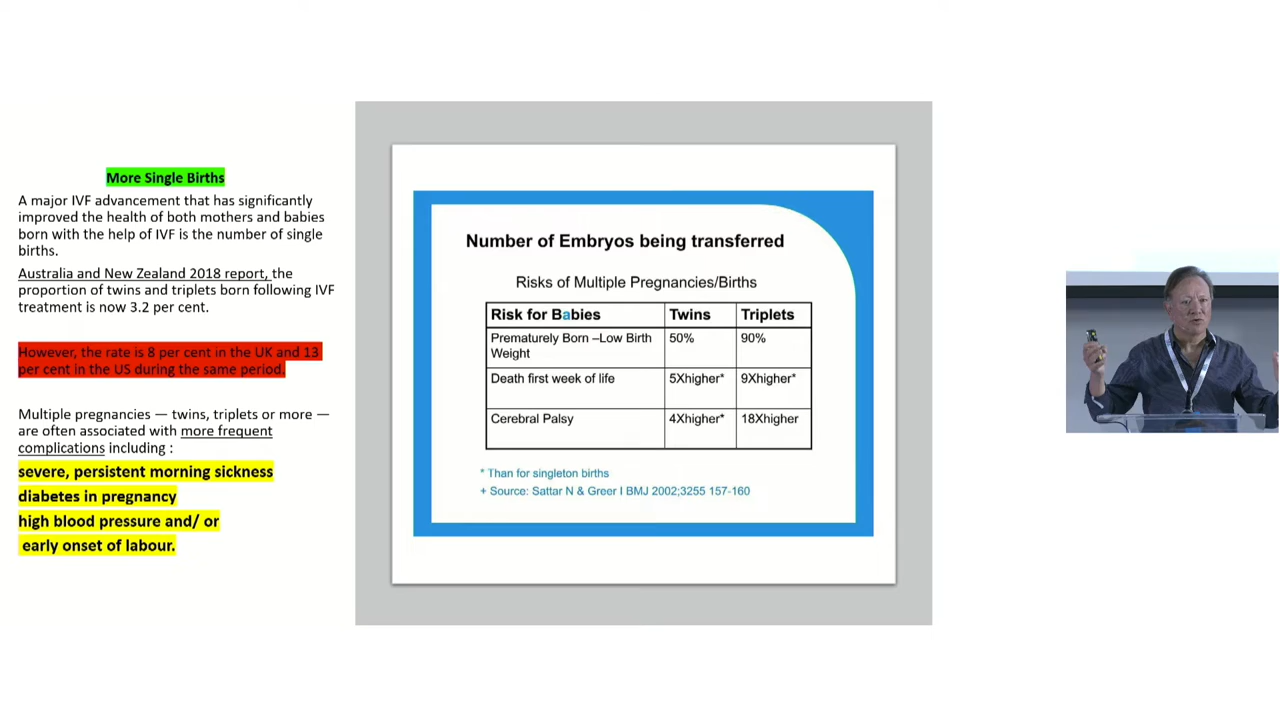 More Single Births
A major IVF advancement that has significantly
improved the health of both mothers and babies
born with the help of IVF is the number of single
births.
Australia and New Zealand 2018 report, the
proportion of twins and triplets born following IVF
treatment is now 3.2 per cent.
However, the rate is 8 per cent in the UK and 13
per cent in the US during the same period.
Multiple pregnancies — twins, triplets or more —
are often associated with more frequent
complications including :
severe, persistent morning sickness
diabetes in pregnancy
high blood pressure and/ or
early onset of labour.
Number of Embryos being transferred
Risks of Multiple Pregnancies/Births
Risk for Babies Twins Triplets
Prematurely Born –Low Birth 50% 90%
Weight
Death first week of life 5Xhigher* 9Xhigher*
Cerebral Palsy 4Xhigher* 18Xhigher
* Than for singleton births
+ Source: Sattar N & Greer I BMJ 2002;3255 157-160